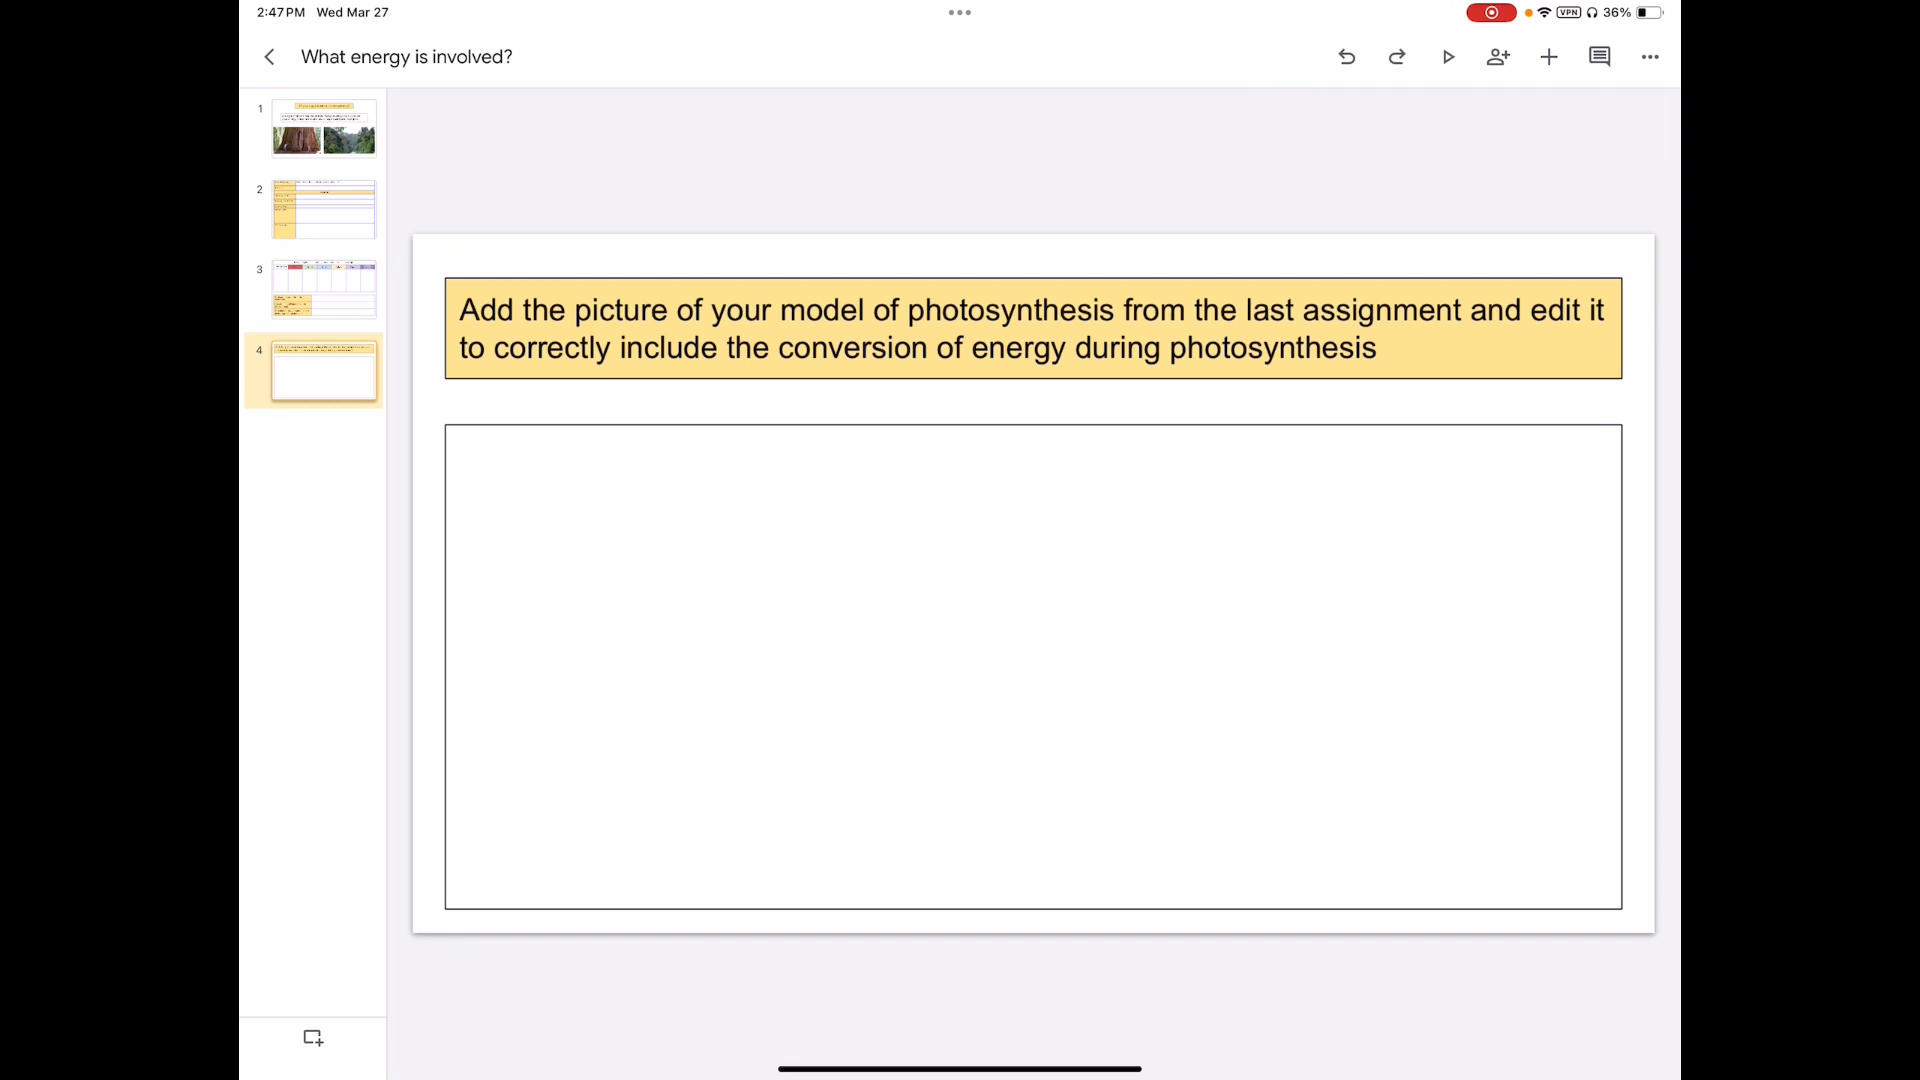 2:47 PM Wed Mar 27
VPN 36%
What energy is involved?
1
2
3
4
Add the picture of your model of photosynthesis from the last assignment and edit it
to correctly include the conversion of energy during photosynthesis